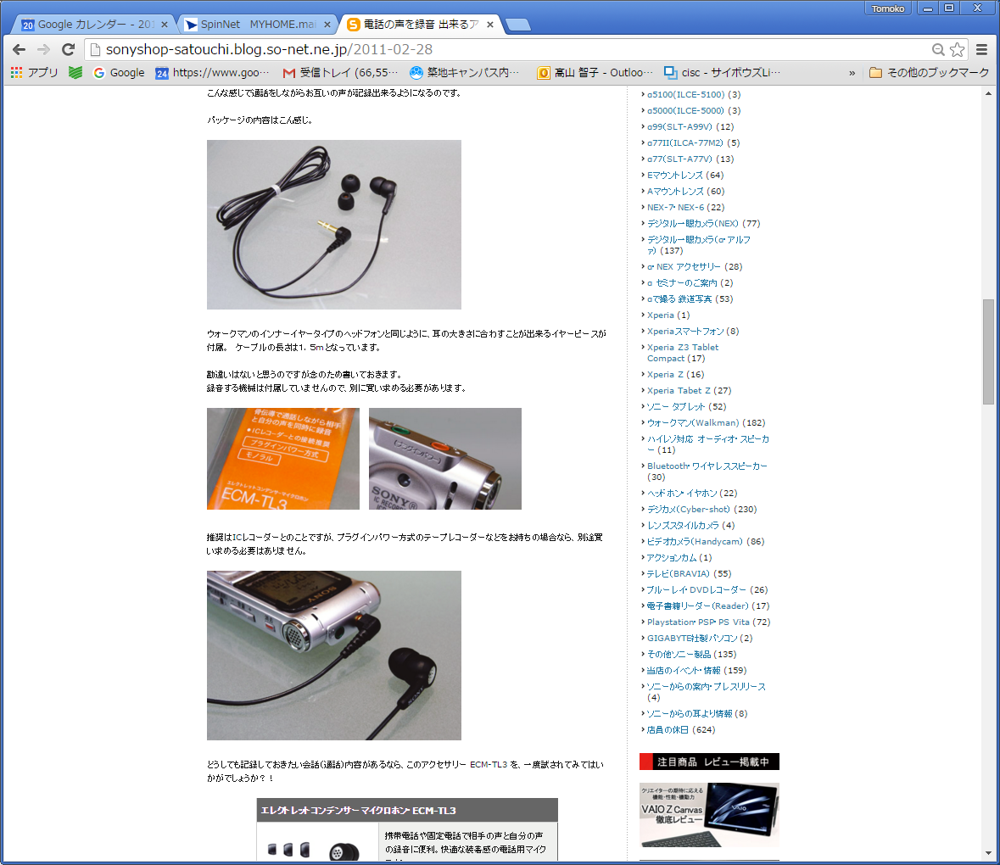 Tomoko
Google カレンダー - 201
SpinNet MYHOME.mai
電話の声を録音 出来るア
sonyshop-satouchi.blog.so-net.ne.jp/2011-02-28
アプリ
Google
https://www.goo…
受信トレイ (66,55…
築地キャンパス内…
高山 智子 - Outloo…
cisc - サイボウズLi…
»
その他のブックマーク
こんな感じで通話をしながらお互いの声が記録出来るようになるのです。
パッケージの内容はこん感じ。
ウォークマンのインナーイヤータイプのヘッドフォンと同じように、耳の大きさに合わすことが出来るイヤーピースが
付属。 ケーブルの長さは1．5mとなっています。
勘違いはないと思うのですが念のため書いておきます。
録音する機械は付属していませんので、別に買い求める必要があります。
骨伝導で通話しながら相手
と自分の声を同時に録音
●ICレコーダーとの接続推奨
プラグインパワー方式
モノラル
エレクトレットコンデンサーマイクロホン
ECM-TL3
プラグインパワー
SONY
IC RECORDER
推奨はICレコーダーとのことですが、プラグインパワー方式のテープレコーダーなどをお持ちの場合なら、別途買
い求める必要はありません。
SONY
どうしても記録しておきたい会話(通話)内容があるなら、このアクセサリー ECM-TL3 を、一度試されてみてはい
かがでしょうか？！
エレクトレットコンデンサーマイクロホン・ECM-TL3
携帯電話や固定電話で相手の声と自分の声
の録音に便利。快適な装着感の電話用マイク
α5100(ILCE-5100) (3)
α5000(ILCE-5000) (3)
α99(SLT-A99V) (12)
α77II(ILCA-77M2) (5)
α77(SLT-A77V) (13)
Eマウントレンズ (64)
Aマウントレンズ (60)
NEX-7・NEX-6 (22)
デジタル一眼カメラ(NEX) (77)
デジタル一眼カメラ(α・アルフ
ァ) (137)
α・NEX アクセサリー (28)
α セミナーのご案内 (2)
αで撮る 鉄道写真 (53)
Xperia (1)
Xperiaスマートフォン (8)
Xperia Z3 Tablet
Compact (17)
Xperia Z (16)
Xperia Tabet Z (27)
ソニー タブレット (52)
ウォークマン(Walkman) (182)
ハイレゾ対応 オーディオ・スピーカ
ー (11)
Bluetooth・ワイヤレススピーカー
(30)
ヘッドホン・イヤホン (22)
デジカメ(Cyber-shot) (230)
レンズスタイルカメラ (4)
ビデオカメラ(Handycam) (86)
アクションカム (1)
テレビ(BRAVIA) (55)
ブルーレイ・DVDレコーダー (26)
電子書籍リーダー(Reader) (17)
Playstation・PSP・PS Vita (72)
GIGABYTE社製パソコン (2)
その他ソニー製品 (135)
当店のイベント・情報 (159)
ソニーからの案内・プレスリリース
(4)
ソニーからの耳より情報 (8)
店員の休日 (624)
注目商品 レビュー掲載中
クリエイターの期待に応える
機能・性能・機動力
VAIO Z Canvas
徹底レビュー
VAIO